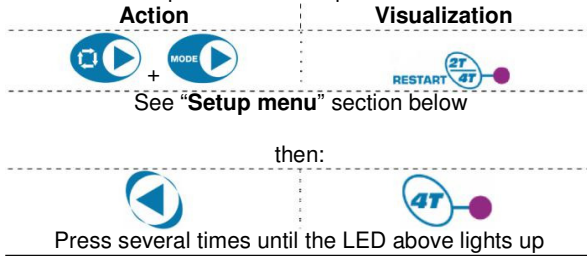 Action Visualization
MODE + RESTART 2T 4T
See “Setup menu” section below
then:
4T
Press several times until the LED above lights up